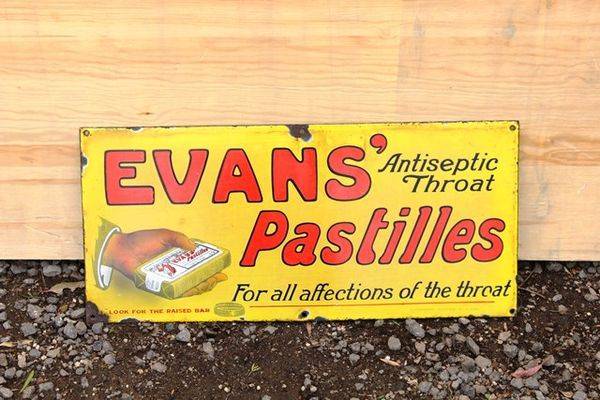 EVANS' Antiseptic
Throat
Pastilles
For all affections of the throat
LOOK FOR THE RAISED BAR